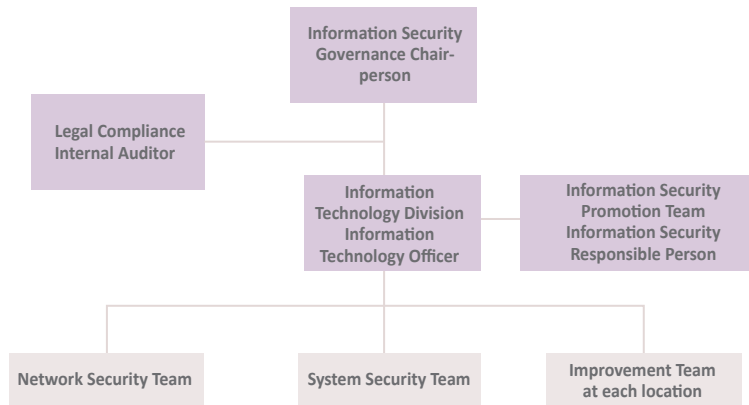 Information Security
Governance Chair-
person
Legal Compliance
Internal Auditor
Information
Technology Division
Information
Technology Officer
Information Security
Promotion Team
Information Security
Responsible Person
Network Security Team
System Security Team
Improvement Team
at each location